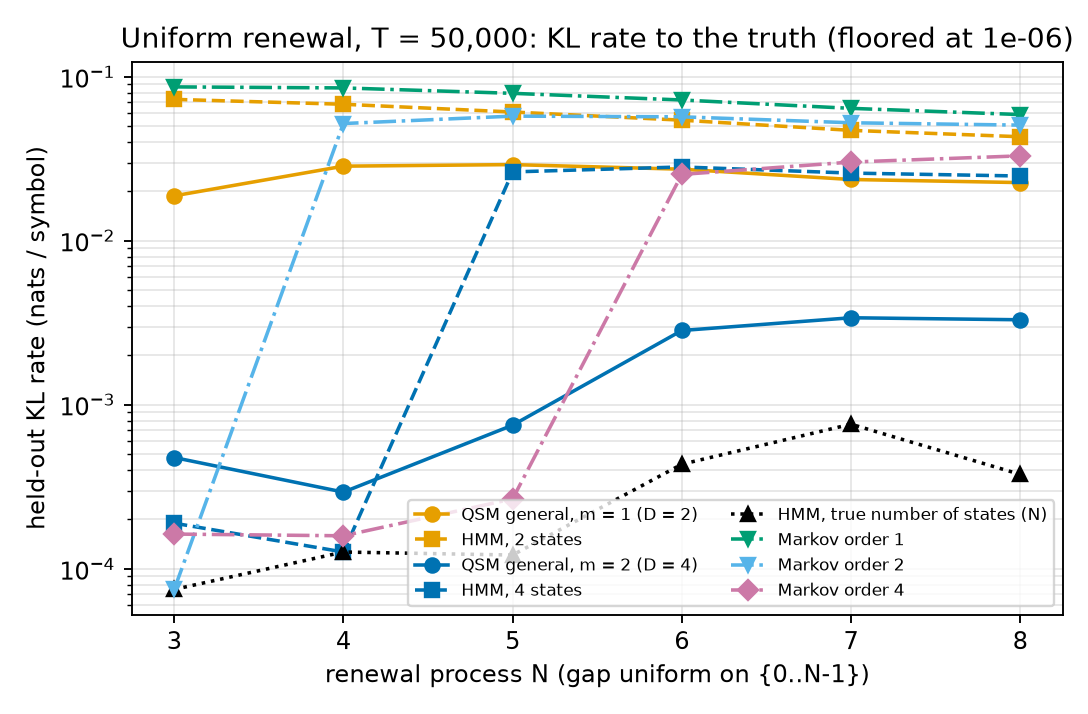 Uniform renewal, T = 50,000: KL rate to the truth (floored at 1e-06)
held-out KL rate (nats / symbol)
10⁻¹
10⁻²
10⁻³
10⁻⁴
QSM general, m = 1 (D = 2)
HMM, 2 states
QSM general, m = 2 (D = 4)
HMM, 4 states
HMM, true number of states (N)
Markov order 1
Markov order 2
Markov order 4
3 4 5 6 7 8
renewal process N (gap uniform on {0..N-1})